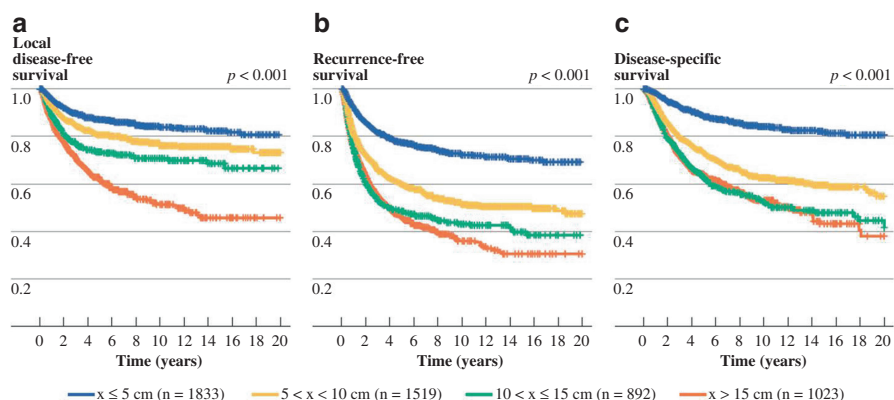 a
Local
disease-free
survival
p < 0.001
1.0
0.8
0.6
0.4
0.2
0 2 4 6 8 10 12 14 16 18 20
Time (years)
b
Recurrence-free
survival
p < 0.001
1.0
0.8
0.6
0.4
0.2
0 2 4 6 8 10 12 14 16 18 20
Time (years)
c
Disease-specific
survival
p < 0.001
1.0
0.8
0.6
0.4
0.2
0 2 4 6 8 10 12 14 16 18 20
Time (years)
x ≤ 5 cm (n = 1833)
5 < x < 10 cm (n = 1519)
10 < x ≤ 15 cm (n = 892)
x > 15 cm (n = 1023)